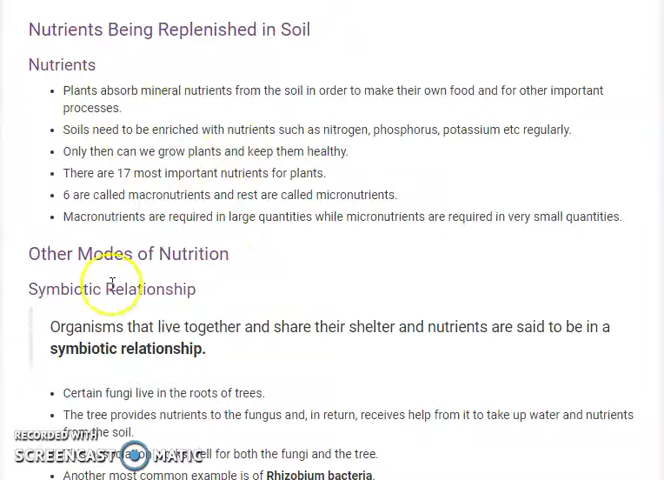 Nutrients Being Replenished in Soil
Nutrients
Plants absorb mineral nutrients from the soil in order to make their own food and for other important
processes.
Soils need to be enriched with nutrients such as nitrogen, phosphorus, potassium etc regularly.
Only then can we grow plants and keep them healthy.
There are 17 most important nutrients for plants.
6 are called macronutrients and rest are called micronutrients.
Macronutrients are required in large quantities while micronutrients are required in very small quantities.
Other Modes of Nutrition
Symbiotic Relationship
Organisms that live together and share their shelter and nutrients are said to be in a
symbiotic relationship.
Certain fungi live in the roots of trees.
The tree provides nutrients to the fungus and, in return, receives help from it to take up water and nutrients
from the soil.
RECORDED WITH
for both the fungi and the tree.
SCREENCAST MATIC
Another most common example is of Rhizobium bacteria.